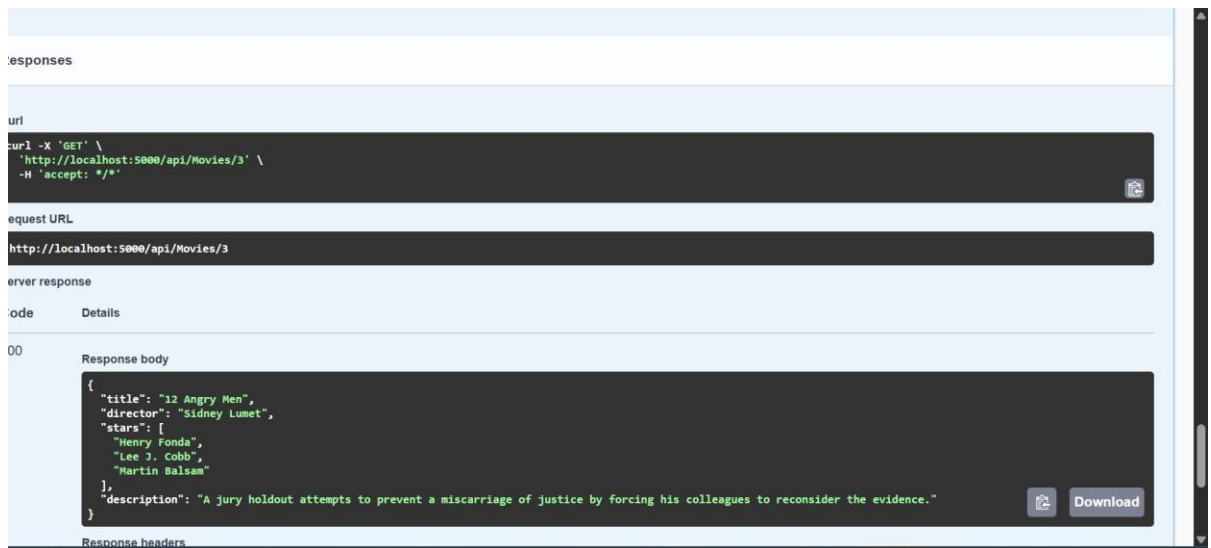 esponses
url
curl -X 'GET' \
'http://localhost:5000/api/Movies/3' \
-H 'accept: */*'
equest URL
http://localhost:5000/api/Movies/3
erver response
ode Details
00
Response body
{
"title": "12 Angry Men",
"director": "Sidney Lumet",
"stars": [
"Henry Fonda",
"Lee J. Cobb",
"Martin Balsam"
],
"description": "A jury holdout attempts to prevent a miscarriage of justice by forcing his colleagues to reconsider the evidence."
}
Download
Response headers